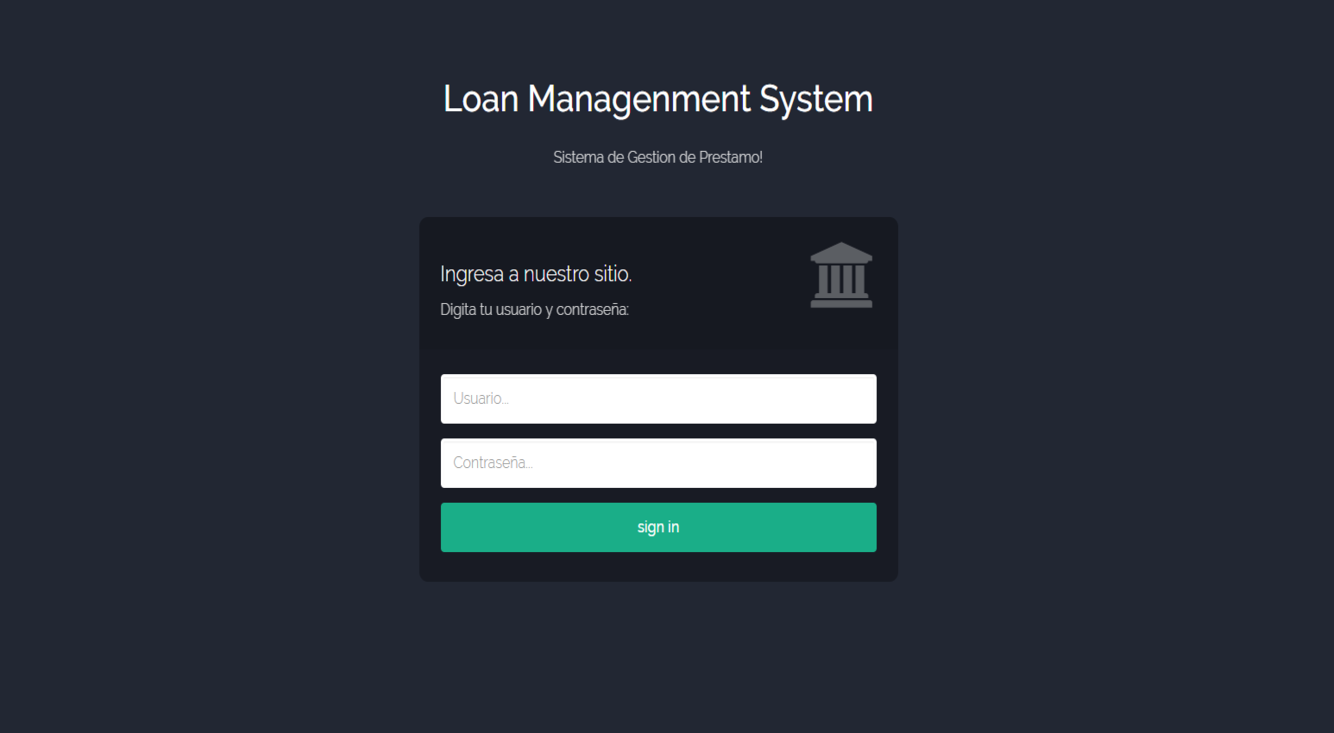 Loan Managenment System
Sistema de Gestion de Prestamo!
Ingresa a nuestro sitio.
Digita tu usuario y contraseña:
Usuario...
Contraseña...
sign in